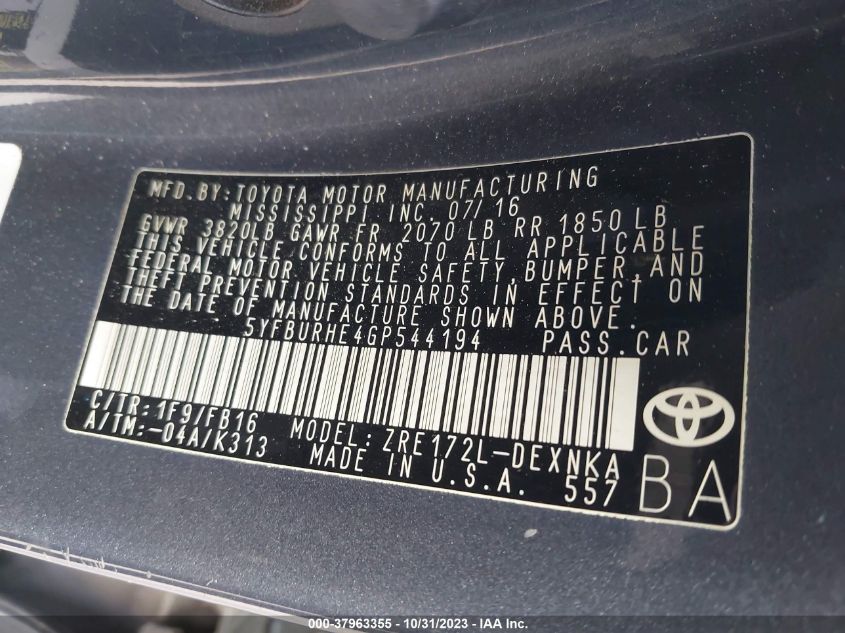 MFD.BY:TOYOTA MOTOR MANUFACTURING
MISSISSIPPI INC. 07/16
GVWR 3820LB GAWR FR 2070 LB RR 1850 LB
THIS VEHICLE CONFORMS TO ALL APPLICABLE
FEDERAL MOTOR VEHICLE SAFETY,BUMPER,AND
THEFT PREVENTION STANDARDS IN EFFECT ON
THE DATE OF MANUFACTURE SHOWN ABOVE.
5YFBURHE4GP544194 PASS.CAR
C/TR:1F9/FB16 MODEL:ZRE172L-DEXNKA
A/TM:-04A/K313 MADE IN U.S.A. 557
BA
000-37963355 - 10/31/2023 - IAA Inc.